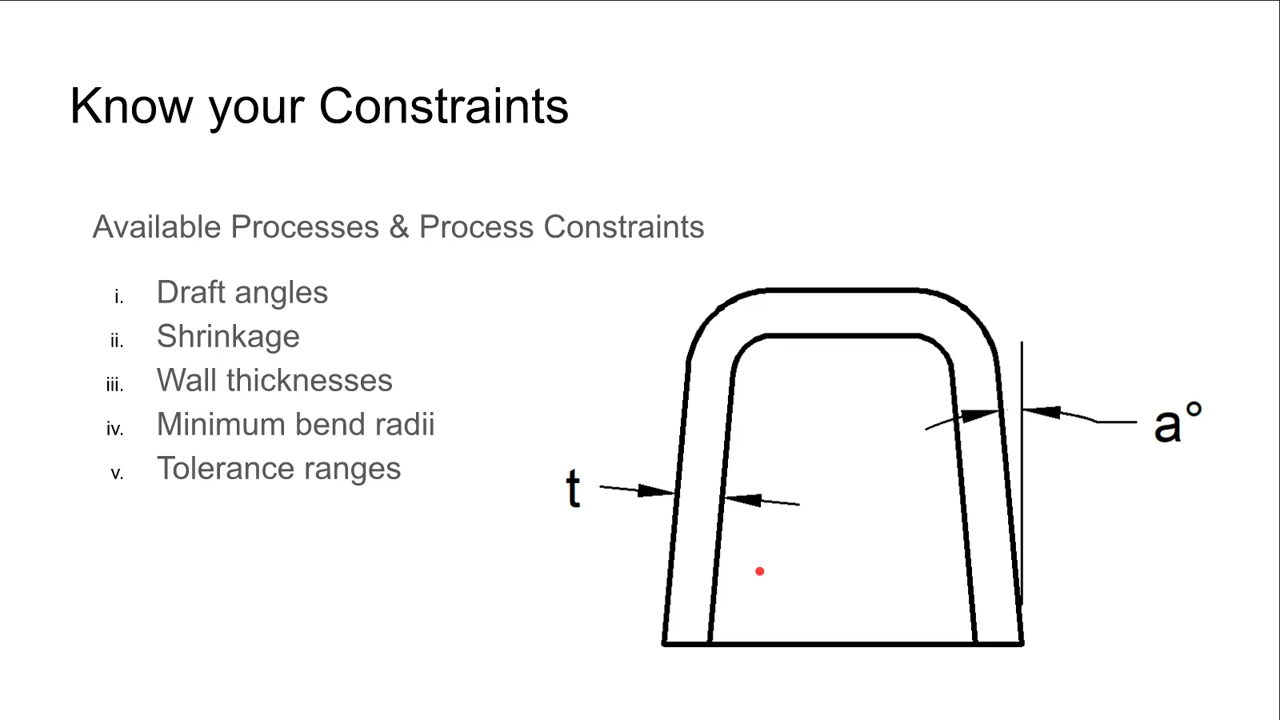 Know your Constraints
Available Processes & Process Constraints
i. Draft angles
ii. Shrinkage
iii. Wall thicknesses
iv. Minimum bend radii
v. Tolerance ranges
a°
t